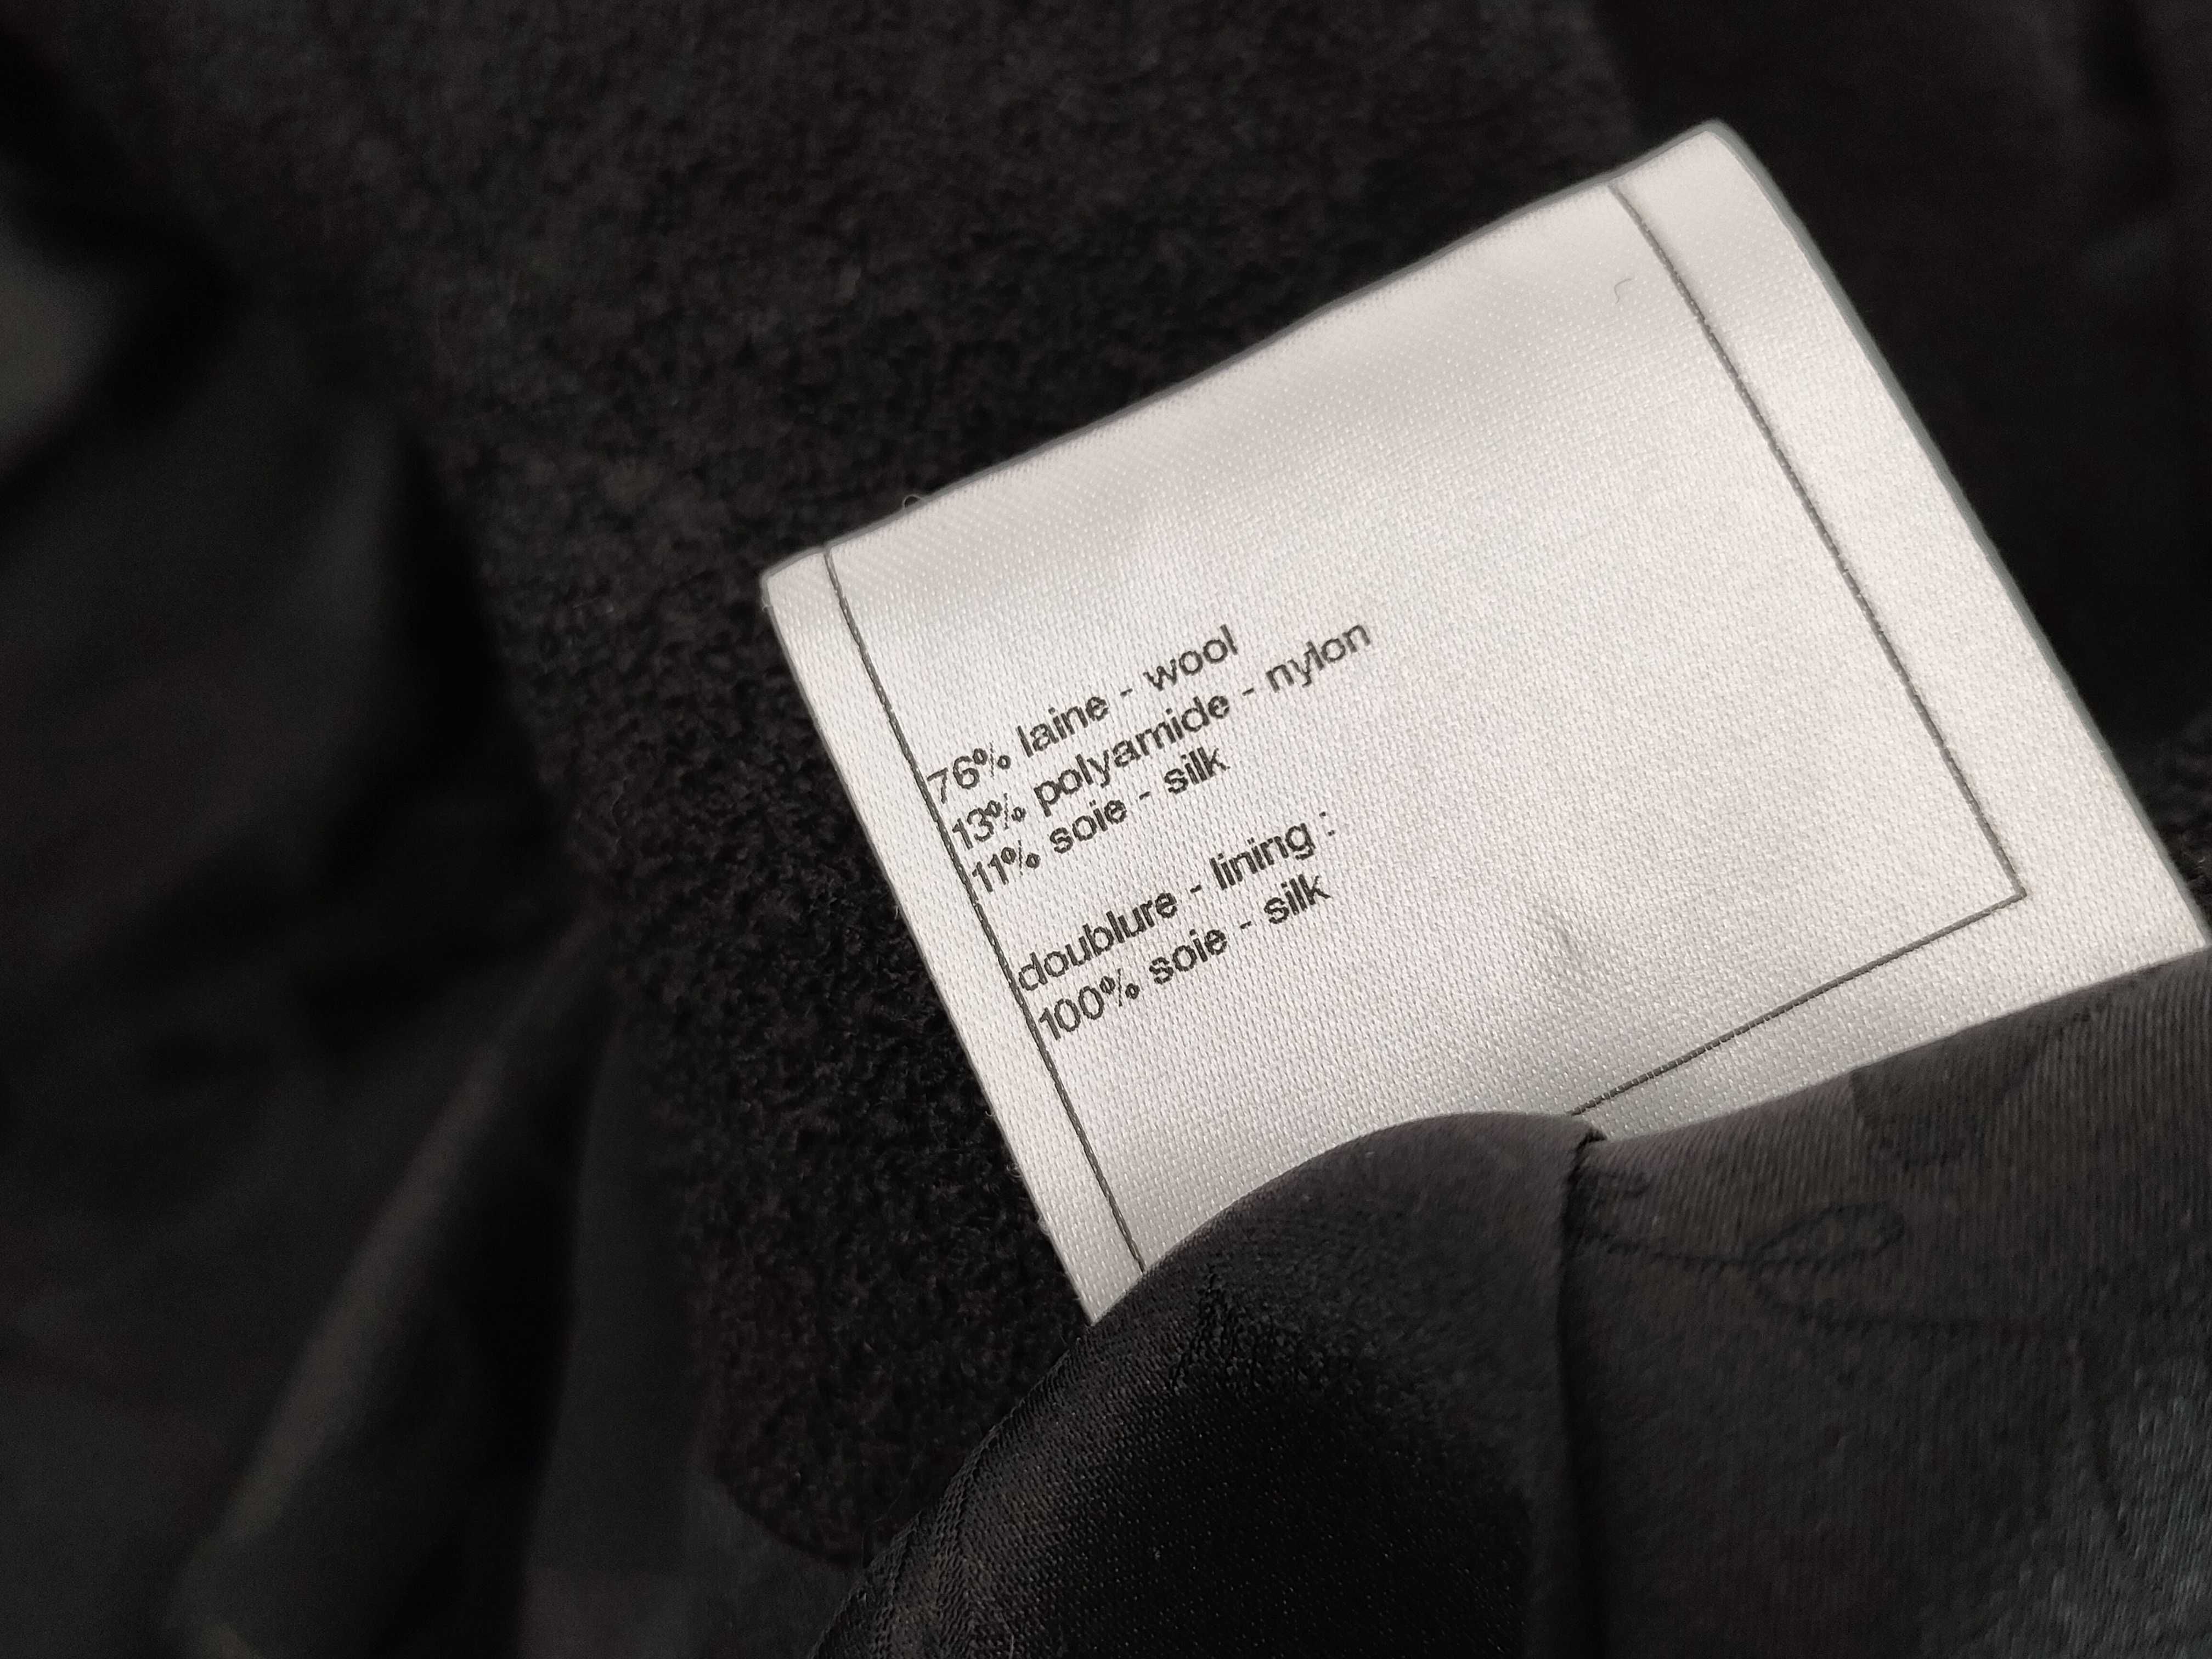 76% laine - wool
13% polyamide - nylon
11% soie - silk
doublure - lining :
100% soie - silk